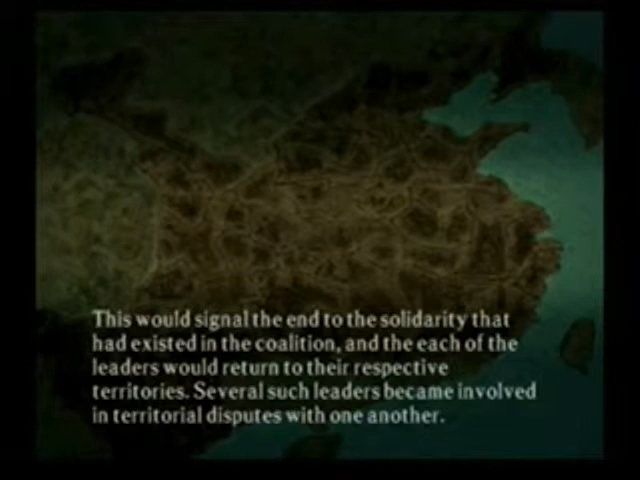 This would signal the end to the solidarity that
had existed in the coalition, and the each of the
leaders would return to their respective
territories. Several such leaders became involved
in territorial disputes with one another.